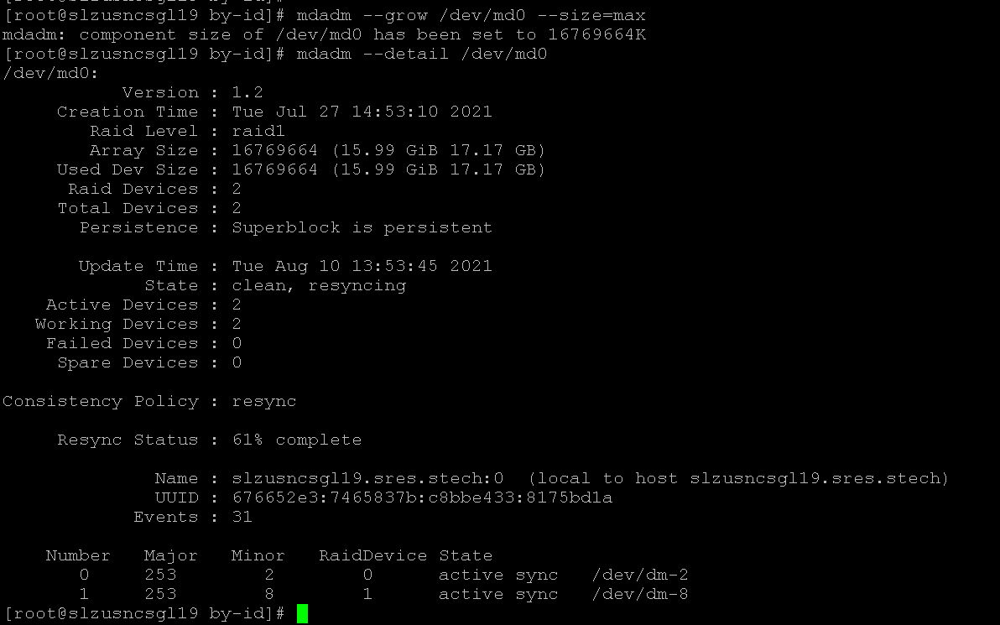 [root@slzusncsgl19 by-id]# mdadm --grow /dev/md0 --size=max
mdadm: component size of /dev/md0 has been set to 16769664K
[root@slzusncsgl19 by-id]# mdadm --detail /dev/md0
/dev/md0:
Version : 1.2
Creation Time : Tue Jul 27 14:53:10 2021
Raid Level : raid1
Array Size : 16769664 (15.99 GiB 17.17 GB)
Used Dev Size : 16769664 (15.99 GiB 17.17 GB)
Raid Devices : 2
Total Devices : 2
Persistence : Superblock is persistent
Update Time : Tue Aug 10 13:53:45 2021
State : clean, resyncing
Active Devices : 2
Working Devices : 2
Failed Devices : 0
Spare Devices : 0
Consistency Policy : resync
Resync Status : 61% complete
Name : slzusncsgl19.sres.stech:0 (local to host slzusncsgl19.sres.stech)
UUID : 676652e3:7465837b:c8bbe433:8175bd1a
Events : 31
Number Major Minor RaidDevice State
0 253 2 0 active sync /dev/dm-2
1 253 8 1 active sync /dev/dm-8
[root@slzusncsgl19 by-id]#